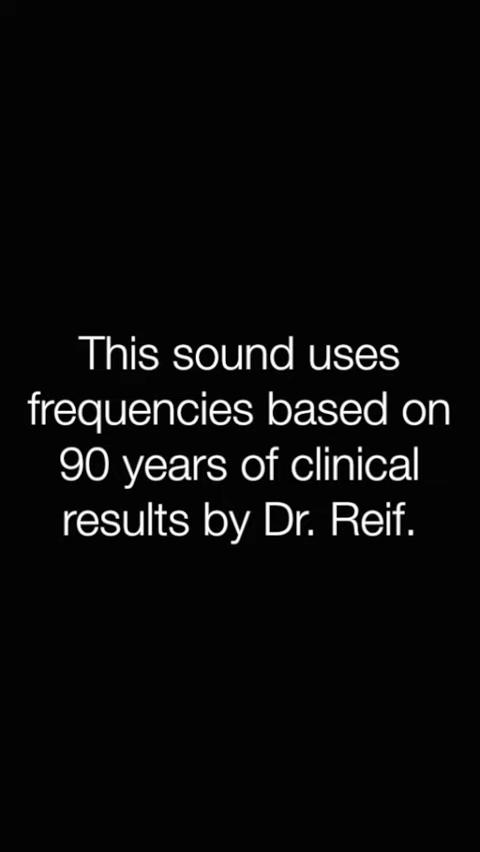 This sound uses
frequencies based on
90 years of clinical
results by Dr. Reif.